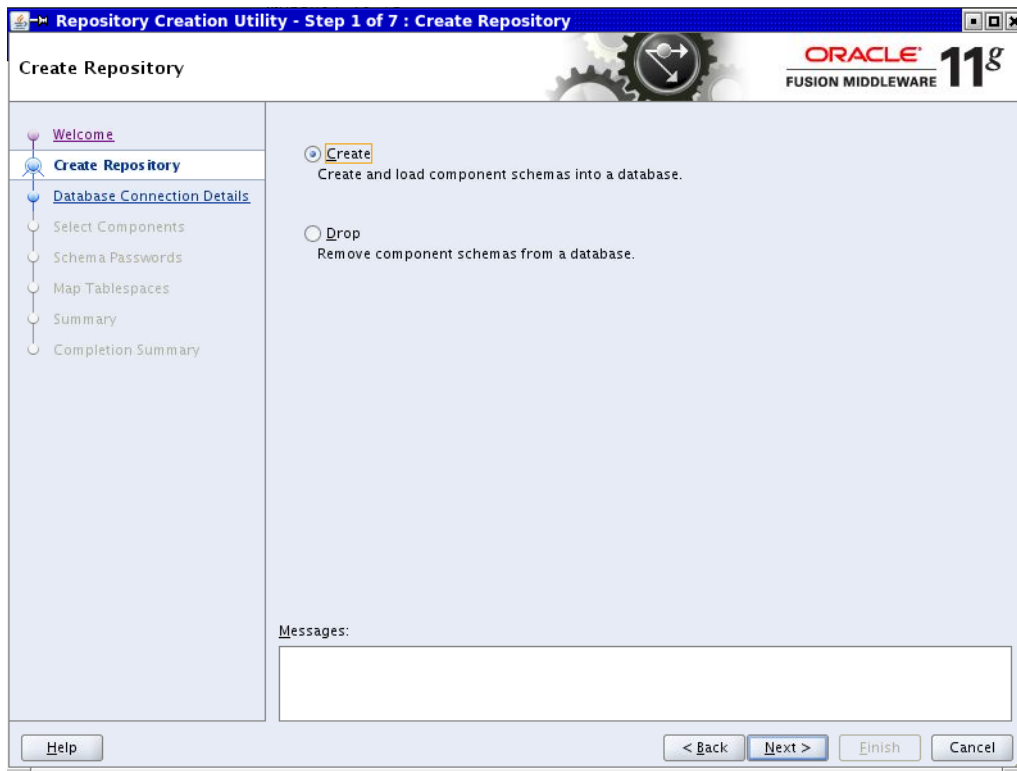 Repository Creation Utility - Step 1 of 7 : Create Repository
Create Repository
ORACLE
FUSION MIDDLEWARE
11g
Welcome
Create Repository
Database Connection Details
Select Components
Schema Passwords
Map Tablespaces
Summary
Completion Summary
Create
Create and load component schemas into a database.
Drop
Remove component schemas from a database.
Messages:
Help
< Back
Next >
Finish
Cancel